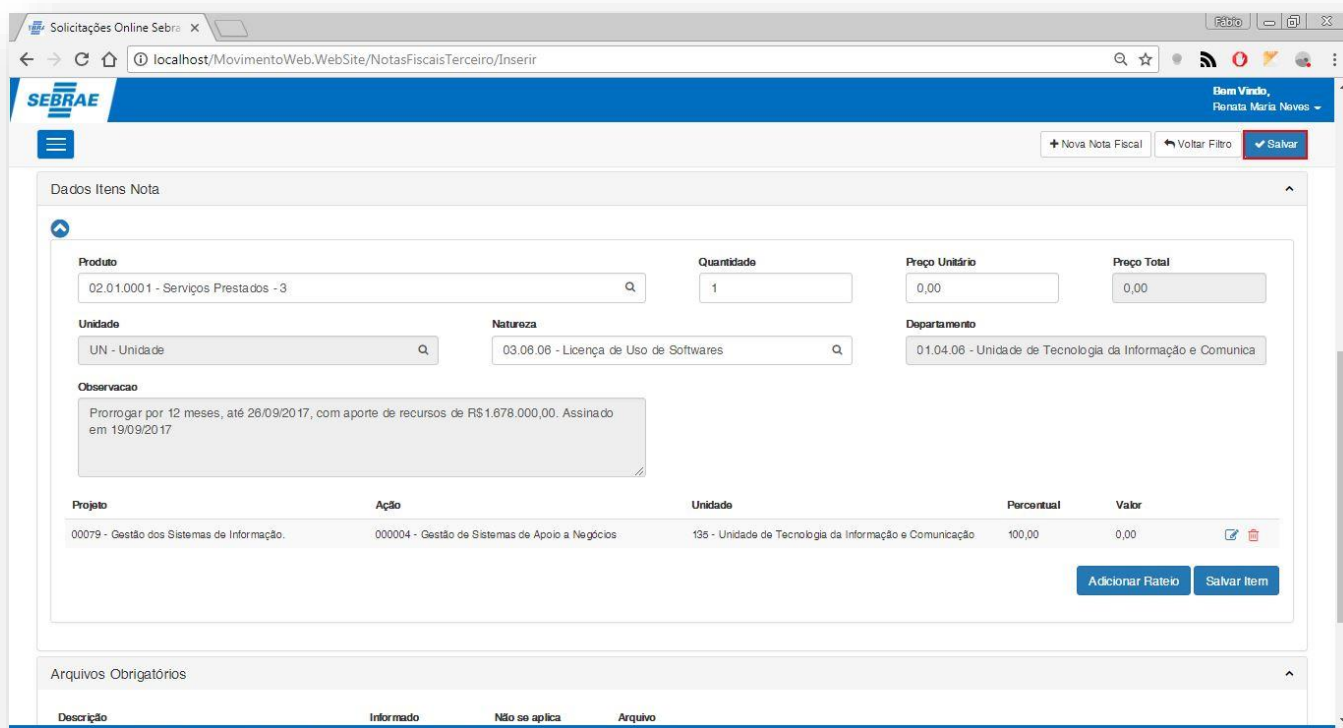 Solicitações Online Sebra
Fábio
localhost/MovimentoWeb.WebSite/NotasFiscaisTerceiro/Inserir
SEBRAE
Bem Vindo,
Renata Maria Neves
Nova Nota Fiscal Voltar Filtro Salvar
Dados Itens Nota
Produto Quantidade Preço Unitário Preço Total
02.01.0001 - Serviços Prestados - 3 1 0,00 0,00
Unidade Natureza Departamento
UN - Unidade 03.06.06 - Licença de Uso de Softwares 01.04.06 - Unidade de Tecnologia da Informação e Comunica
Observacao
Prorrogar por 12 meses, até 26/09/2017, com aporte de recursos de R$1.678.000,00. Assinado
em 19/09/2017
Projeto Ação Unidade Percentual Valor
00079 - Gestão dos Sistemas de Informação. 000004 - Gestão de Sistemas de Apoio a Negócios 135 - Unidade de Tecnologia da Informação e Comunicação 100,00 0,00
Adicionar Rateio Salvar Item
Arquivos Obrigatórios
Descrição Informado Não se aplica Arquivo